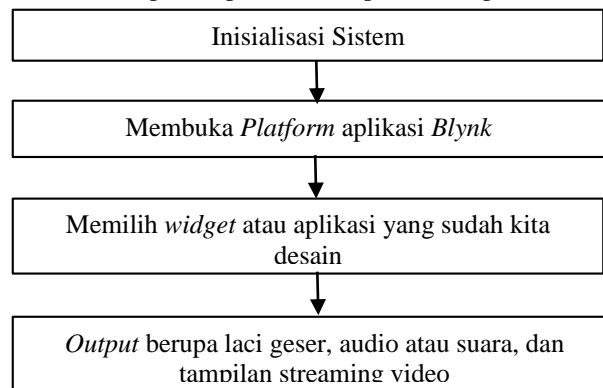 Inisialisasi Sistem
Membuka Platform aplikasi Blynk
Memilih widget atau aplikasi yang sudah kita
desain
Output berupa laci geser, audio atau suara, dan
tampilan streaming video